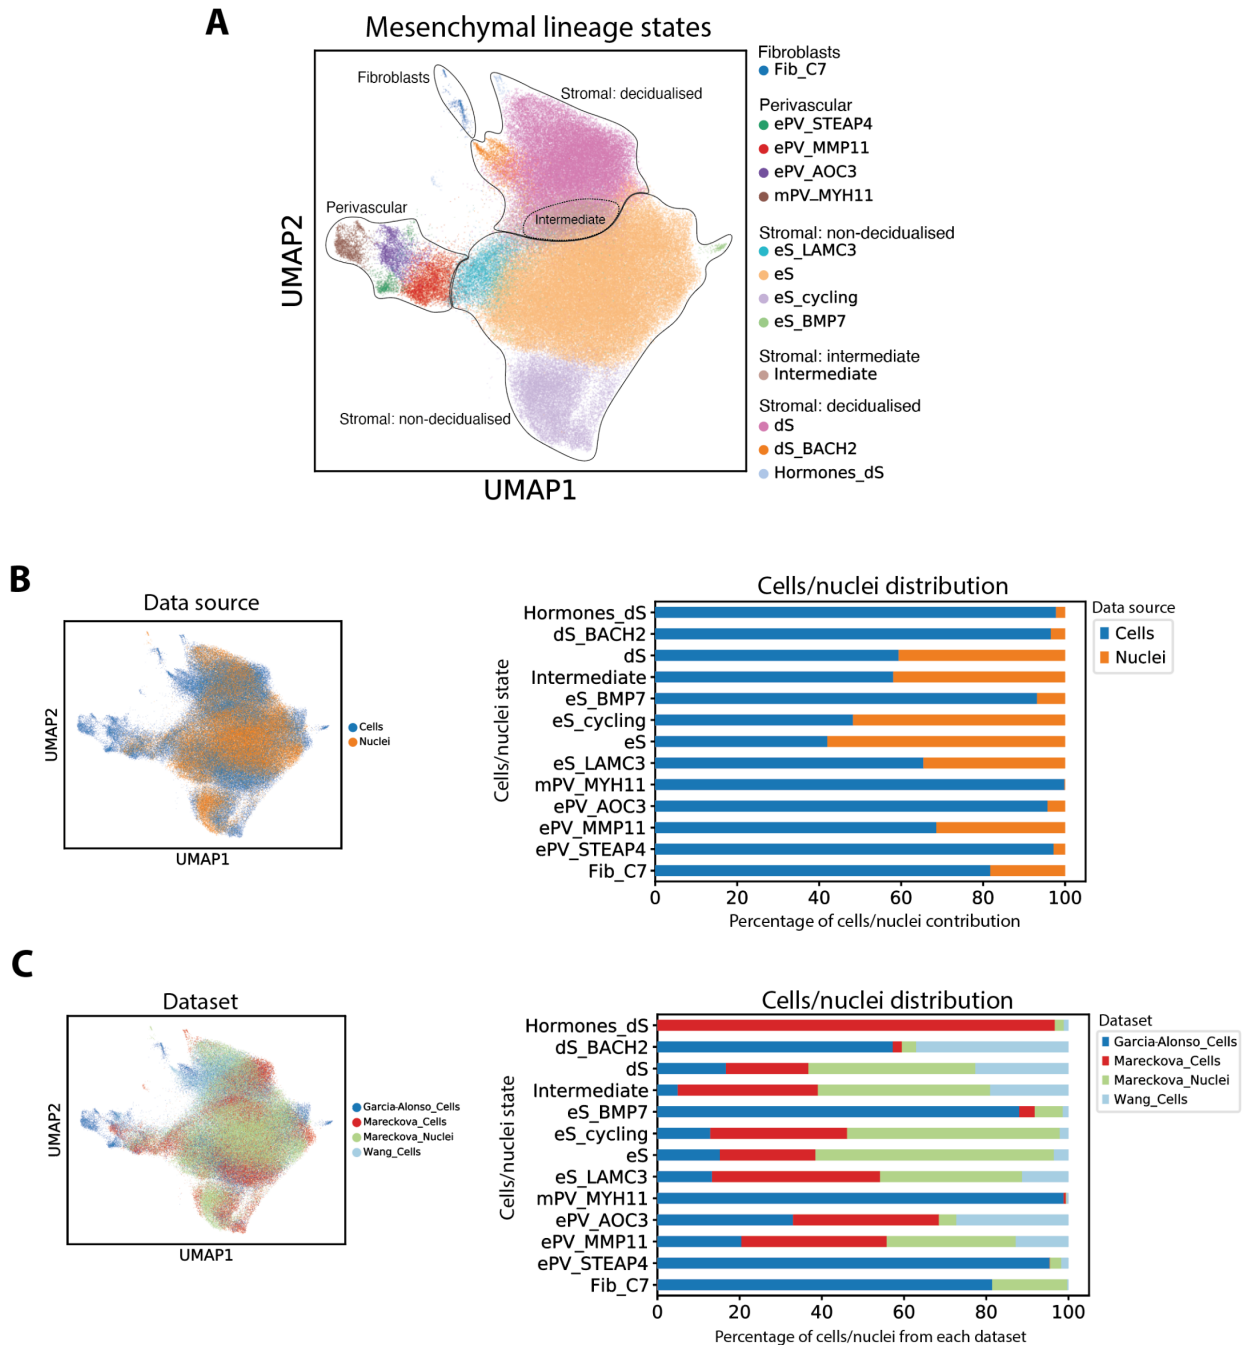 A
Mesenchymal lineage states
Fibroblasts
Stromal: decidualised
Intermediate
Perivascular
Stromal: non-decidualised
UMAP2
UMAP1
Fibroblasts
Fib_C7
Perivascular
ePV_STEAP4
ePV_MMP11
ePV_AOC3
mPV_MYH11
Stromal: non-decidualised
eS_LAMC3
eS
eS_cycling
eS_BMP7
Stromal: intermediate
Intermediate
Stromal: decidualised
dS
dS_BACH2
Hormones_dS
B
Data source
UMAP2
UMAP1
Cells
Nuclei
Cells/nuclei distribution
Cells/nuclei state
Hormones_dS
dS_BACH2
dS
Intermediate
eS_BMP7
eS_cycling
eS
eS_LAMC3
mPV_MYH11
ePV_AOC3
ePV_MMP11
ePV_STEAP4
Fib_C7
0 20 40 60 80 100
Percentage of cells/nuclei contribution
Data source
Cells
Nuclei
C
Dataset
UMAP2
UMAP1
Garcia-Alonso_Cells
Mareckova_Cells
Mareckova_Nuclei
Wang_Cells
Cells/nuclei distribution
Cells/nuclei state
Hormones_dS
dS_BACH2
dS
Intermediate
eS_BMP7
eS_cycling
eS
eS_LAMC3
mPV_MYH11
ePV_AOC3
ePV_MMP11
ePV_STEAP4
Fib_C7
0 20 40 60 80 100
Percentage of cells/nuclei from each dataset
Dataset
Garcia-Alonso_Cells
Mareckova_Cells
Mareckova_Nuclei
Wang_Cells